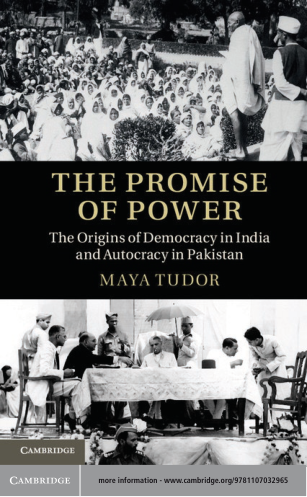 THE PROMISE
OF POWER
The Origins of Democracy in India
and Autocracy in Pakistan
MAYA TUDOR
CAMBRIDGE
CAMBRIDGE
more information - www.cambridge.org/9781107032965